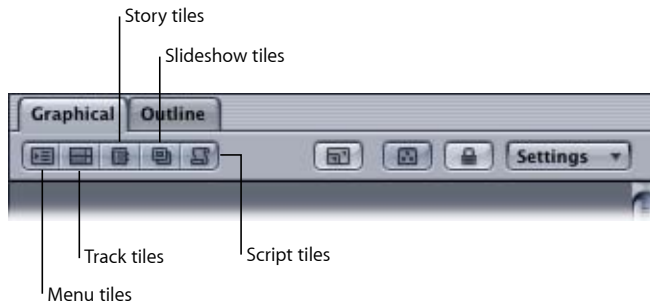 Story tiles
Slideshow tiles
Graphical Outline
Settings
Track tiles
Script tiles
Menu tiles